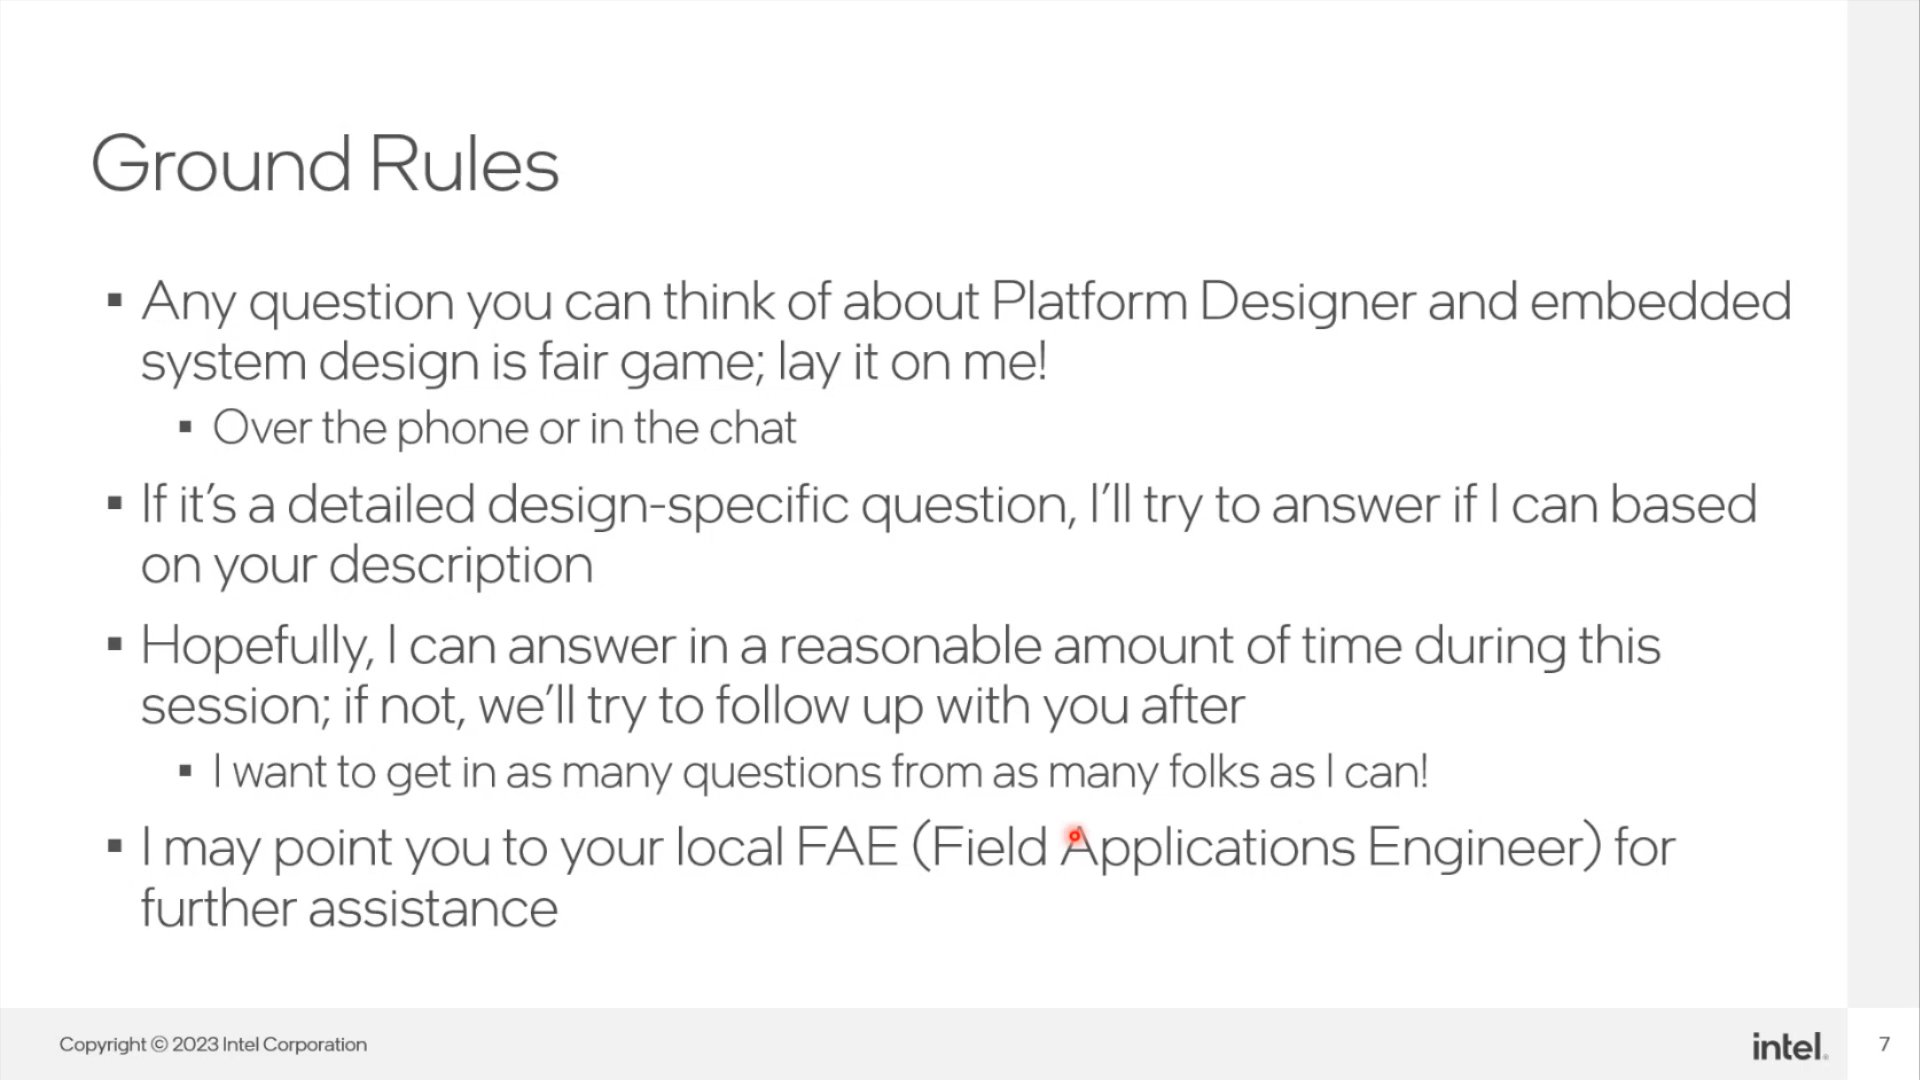 Ground Rules
▪ Any question you can think of about Platform Designer and embedded
system design is fair game; lay it on me!
▪ Over the phone or in the chat
▪ If it’s a detailed design-specific question, I’ll try to answer if I can based
on your description
▪ Hopefully, I can answer in a reasonable amount of time during this
session; if not, we’ll try to follow up with you after
▪ I want to get in as many questions from as many folks as I can!
▪ I may point you to your local FAE (Field Applications Engineer) for
further assistance
Copyright © 2023 Intel Corporation
intel.
7